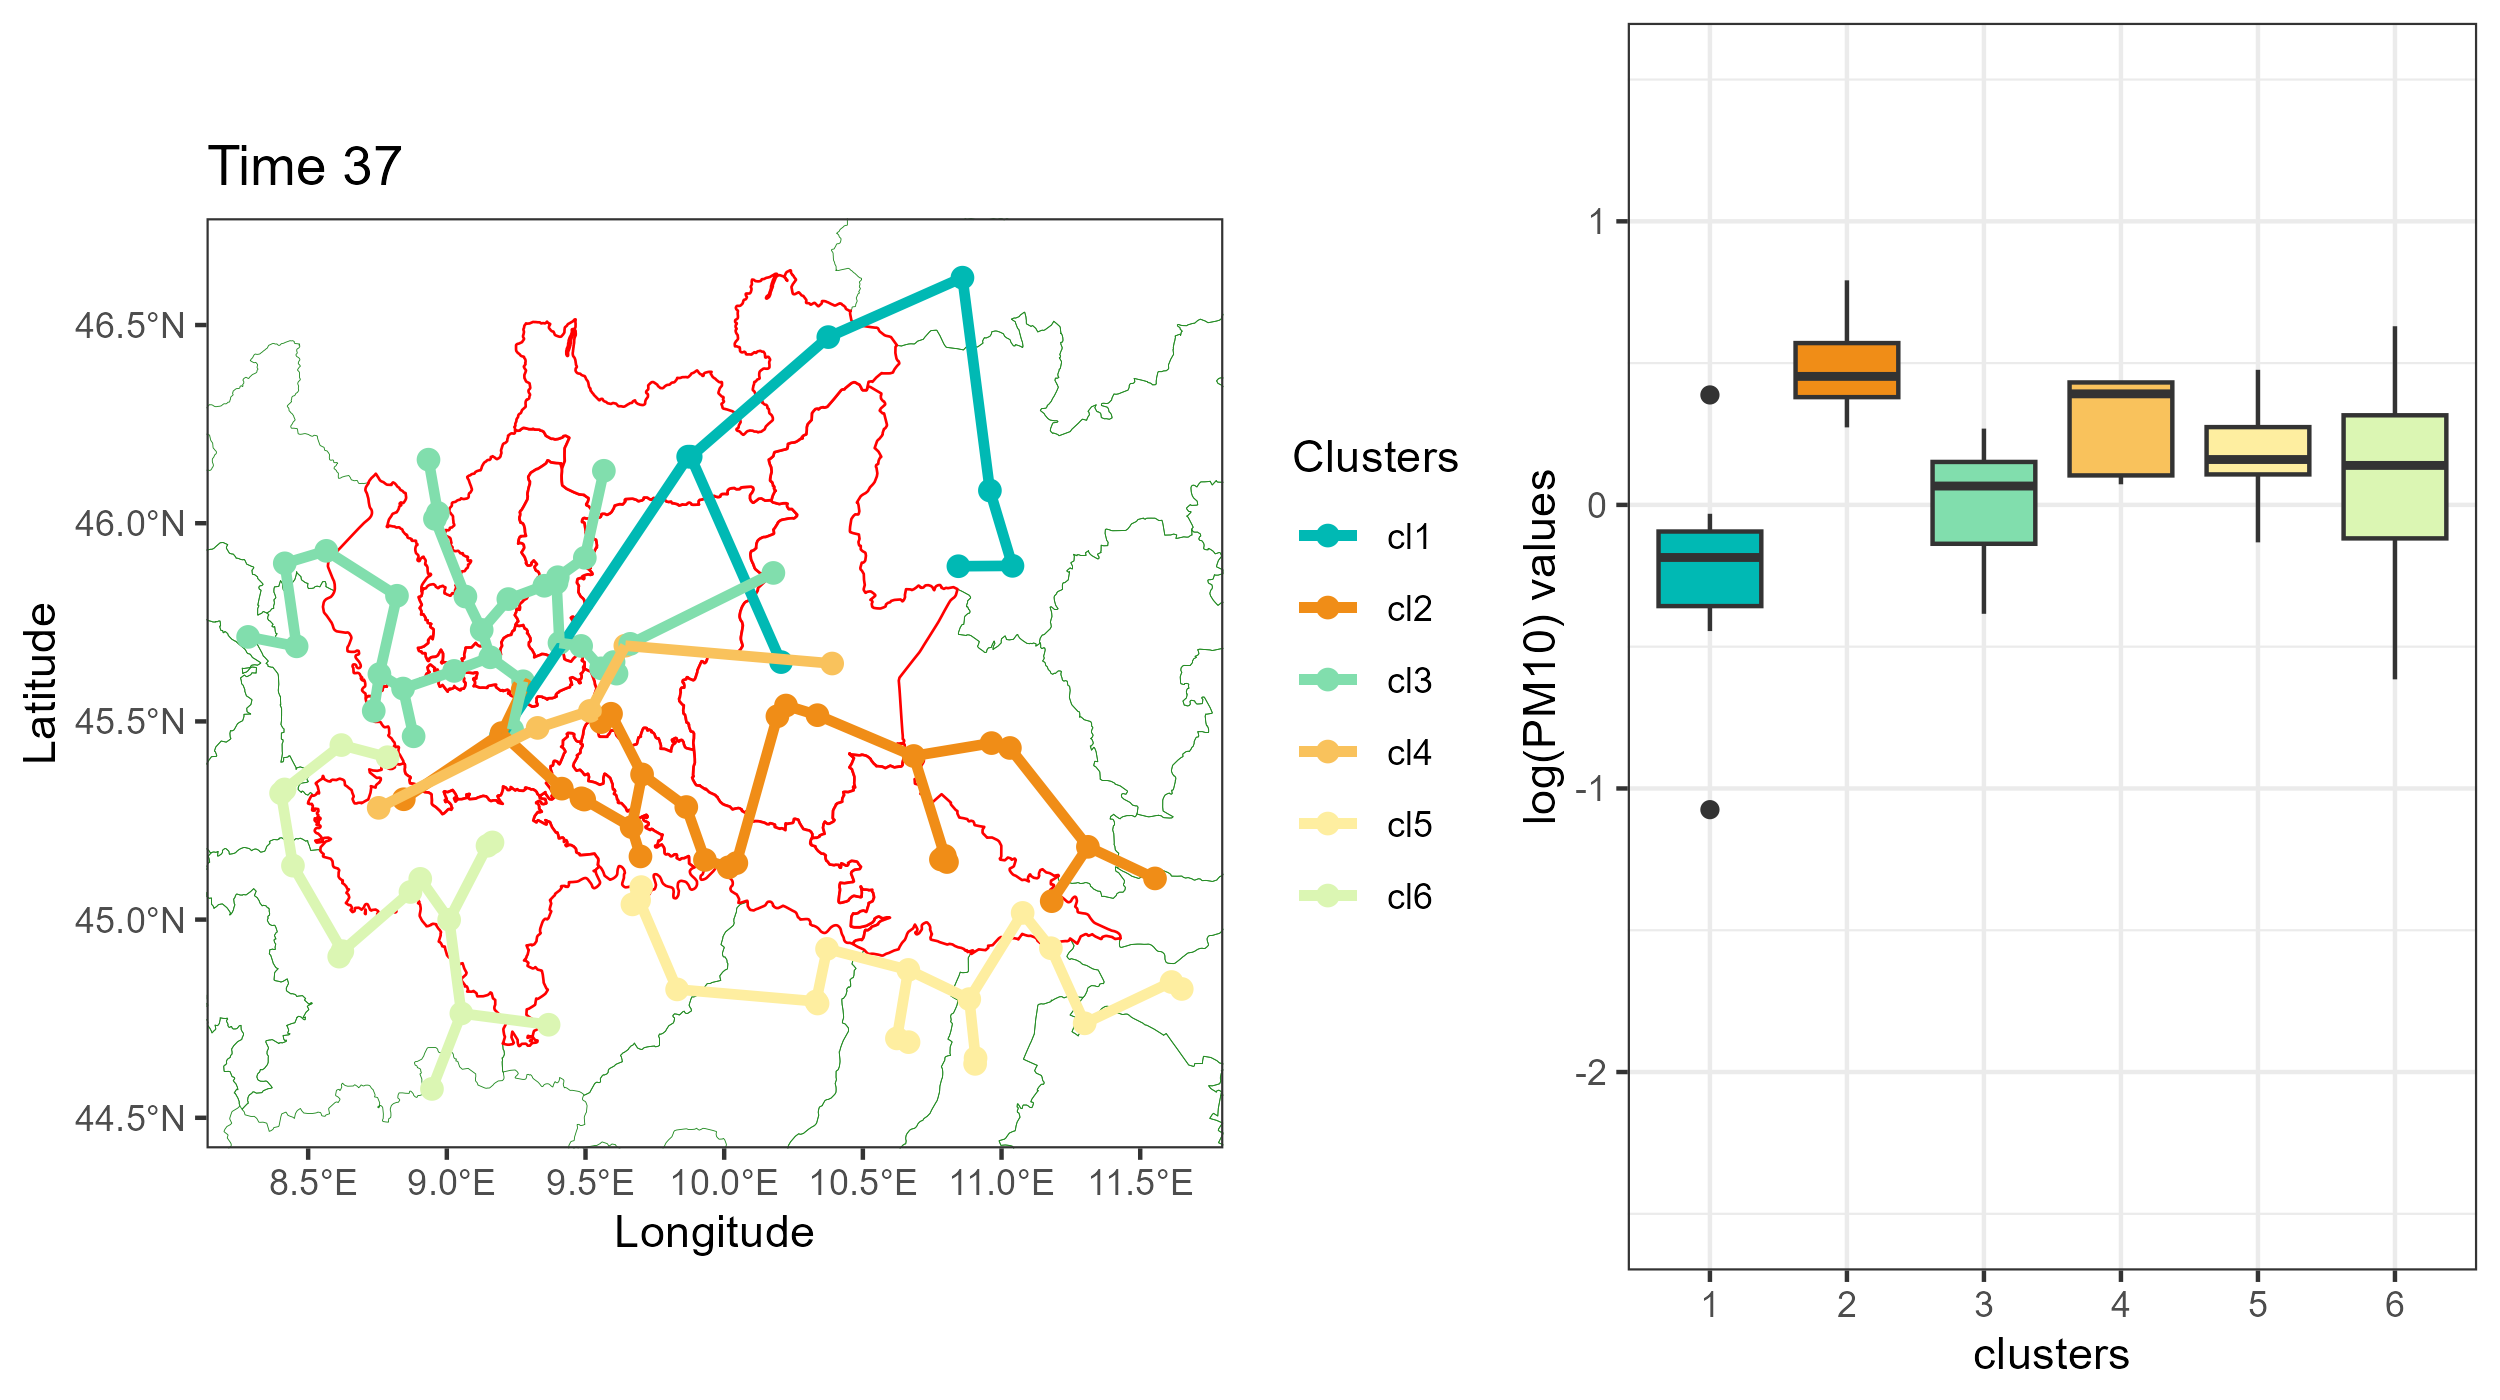 Time 37
Latitude
46.5°N
46.0°N
45.5°N
45.0°N
44.5°N
8.5°E
9.0°E
9.5°E
10.0°E
10.5°E
11.0°E
11.5°E
Longitude
Clusters
cl1
cl2
cl3
cl4
cl5
cl6
log(PM10) values
1
0
-1
-2
1
2
3
4
5
6
clusters